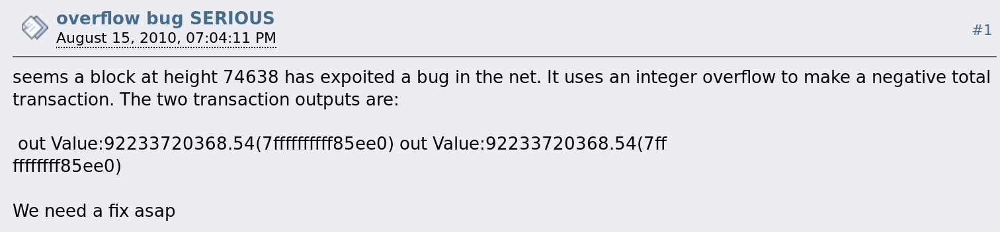 overflow bug SERIOUS
August 15, 2010, 07:04:11 PM
#1
seems a block at height 74638 has expoited a bug in the net. It uses an integer overflow to make a negative total
transaction. The two transaction outputs are:
out Value:92233720368.54(7ffffffffff85ee0) out Value:92233720368.54(7ff
ffffffff85ee0)
We need a fix asap